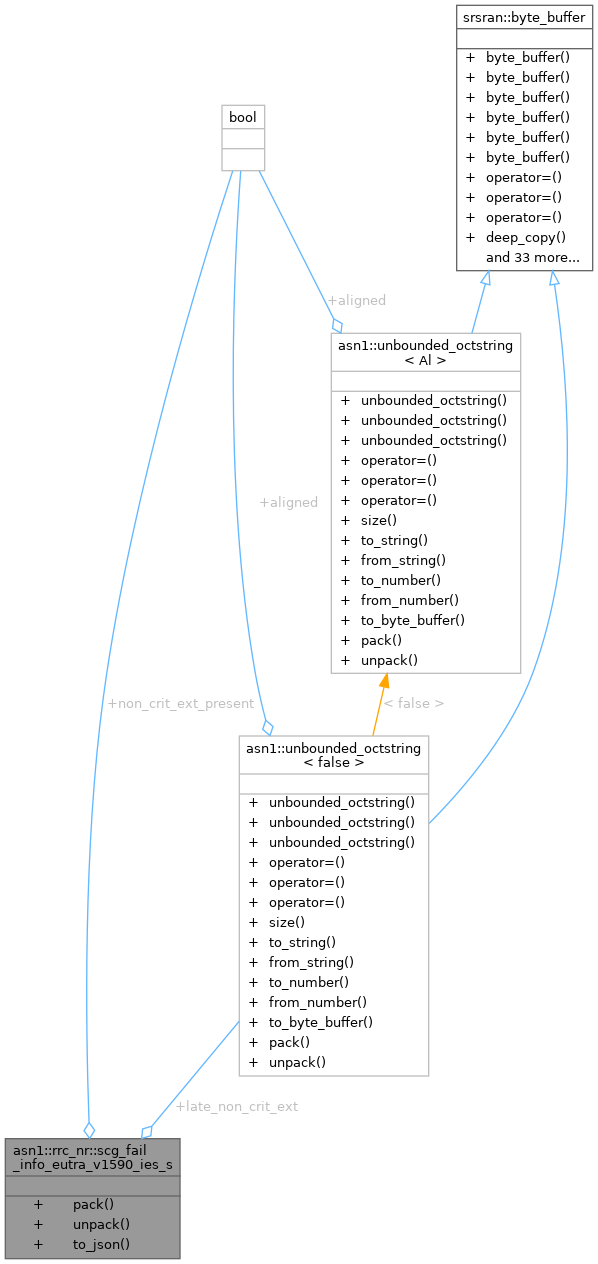 srsran::byte_buffer
+ byte_buffer()
+ byte_buffer()
+ byte_buffer()
+ byte_buffer()
+ byte_buffer()
+ byte_buffer()
+ operator=()
+ operator=()
+ operator=()
+ deep_copy()
and 33 more...
bool
+aligned
asn1::unbounded_octstring
< Al >
+ unbounded_octstring()
+ unbounded_octstring()
+ unbounded_octstring()
+ operator=()
+ operator=()
+ operator=()
+ size()
+ to_string()
+ from_string()
+ to_number()
+ from_number()
+ to_byte_buffer()
+ pack()
+ unpack()
+aligned
+non_crit_ext_present
< false >
asn1::unbounded_octstring
< false >
+ unbounded_octstring()
+ unbounded_octstring()
+ unbounded_octstring()
+ operator=()
+ operator=()
+ operator=()
+ size()
+ to_string()
+ from_string()
+ to_number()
+ from_number()
+ to_byte_buffer()
+ pack()
+ unpack()
+late_non_crit_ext
asn1::rrc_nr::scg_fail
_info_eutra_v1590_ies_s
+ pack()
+ unpack()
+ to_json()